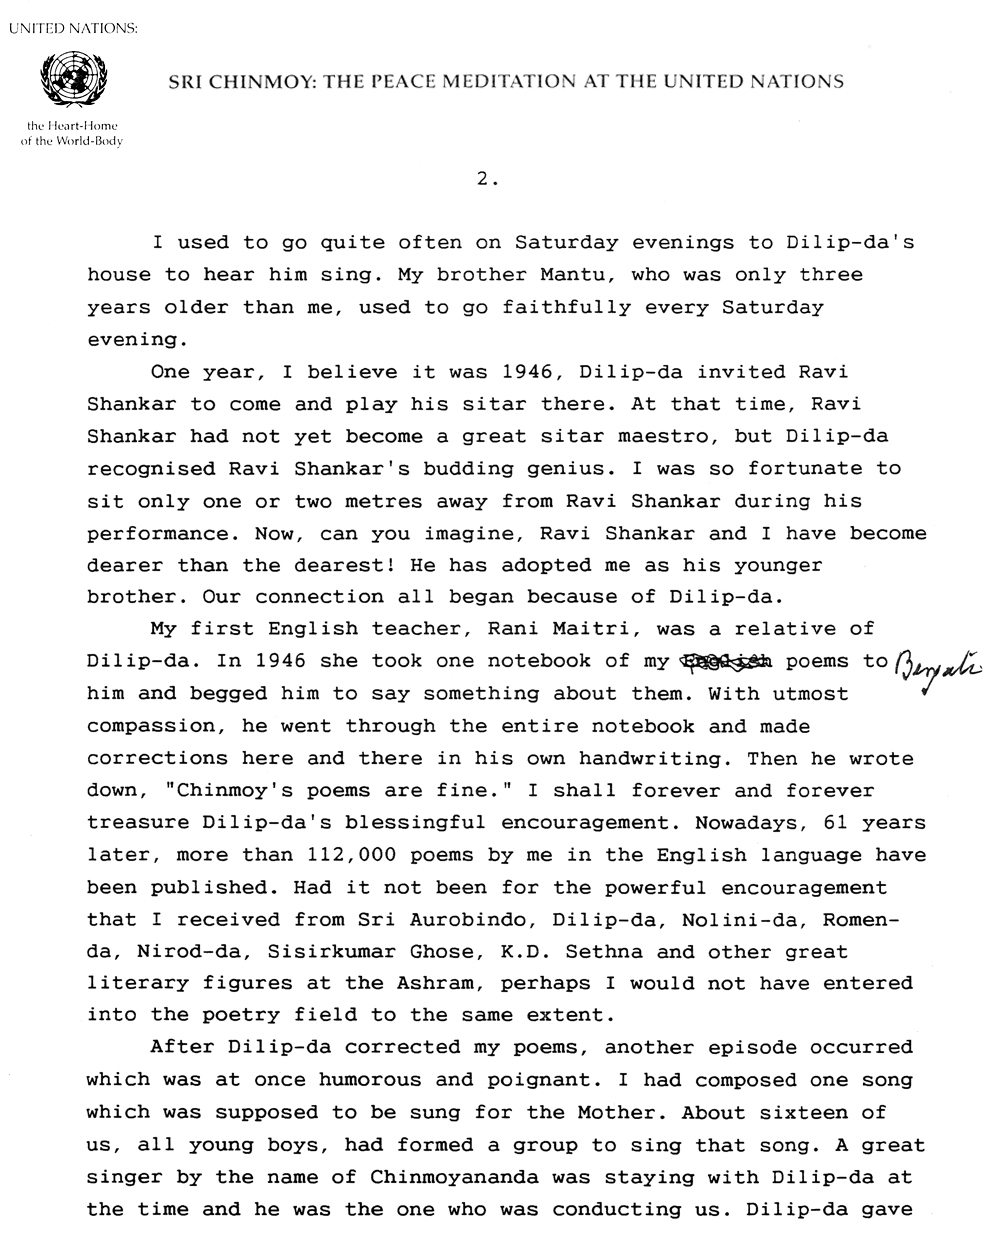 UNITED NATIONS:
SRI CHINMOY: THE PEACE MEDITATION AT THE UNITED NATIONS
the Heart-Home
of the World-Body
2.
I used to go quite often on Saturday evenings to Dilip-da's
house to hear him sing. My brother Mantu, who was only three
years older than me, used to go faithfully every Saturday
evening.
One year, I believe it was 1946, Dilip-da invited Ravi
Shankar to come and play his sitar there. At that time, Ravi
Shankar had not yet become a great sitar maestro, but Dilip-da
recognised Ravi Shankar's budding genius. I was so fortunate to
sit only one or two metres away from Ravi Shankar during his
performance. Now, can you imagine, Ravi Shankar and I have become
dearer than the dearest! He has adopted me as his younger
brother. Our connection all began because of Dilip-da.
My first English teacher, Rani Maitri, was a relative of
Dilip-da. In 1946 she took one notebook of my English poems to Bengali
him and begged him to say something about them. With utmost
compassion, he went through the entire notebook and made
corrections here and there in his own handwriting. Then he wrote
down, "Chinmoy's poems are fine." I shall forever and forever
treasure Dilip-da's blessingful encouragement. Nowadays, 61 years
later, more than 112,000 poems by me in the English language have
been published. Had it not been for the powerful encouragement
that I received from Sri Aurobindo, Dilip-da, Nolini-da, Romen-
da, Nirod-da, Sisirkumar Ghose, K.D. Sethna and other great
literary figures at the Ashram, perhaps I would not have entered
into the poetry field to the same extent.
After Dilip-da corrected my poems, another episode occurred
which was at once humorous and poignant. I had composed one song
which was supposed to be sung for the Mother. About sixteen of
us, all young boys, had formed a group to sing that song. A great
singer by the name of Chinmoyananda was staying with Dilip-da at
the time and he was the one who was conducting us. Dilip-da gave